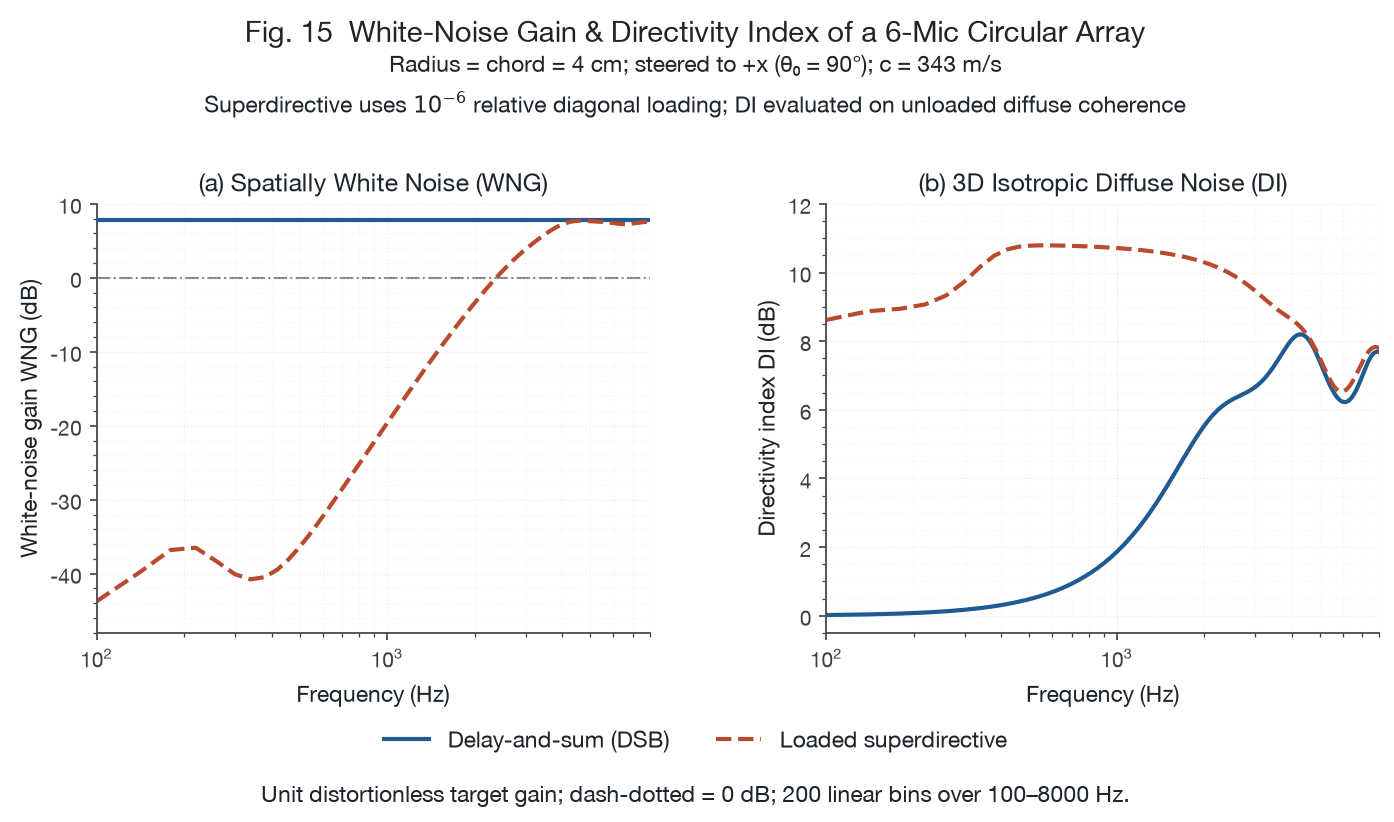 Fig. 15 White-Noise Gain & Directivity Index of a 6-Mic Circular Array
Radius = chord = 4 cm; steered to +x (θ₀ = 90°); c = 343 m/s
Superdirective uses 10⁻⁶ relative diagonal loading; DI evaluated on unloaded diffuse coherence
(a) Spatially White Noise (WNG)
White-noise gain WNG (dB)
10
0
-10
-20
-30
-40
10²
10³
Frequency (Hz)
(b) 3D Isotropic Diffuse Noise (DI)
Directivity index DI (dB)
12
10
8
6
4
2
0
10²
10³
Frequency (Hz)
Delay-and-sum (DSB)
Loaded superdirective
Unit distortionless target gain; dash-dotted = 0 dB; 200 linear bins over 100–8000 Hz.